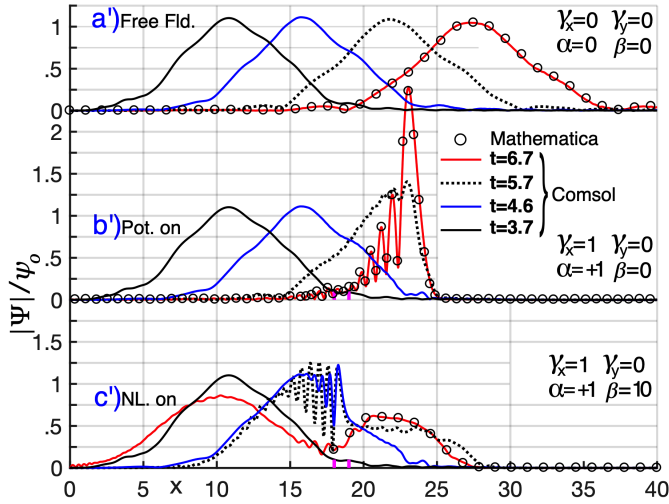 a') Free Fld.
γx=0 γy=0
α=0 β=0
1
.5
0
2
1.5
1
.5
0
Mathematica
t=6.7
t=5.7
t=4.6
t=3.7
Comsol
b') Pot. on
γx=1 γy=0
α=+1 β=0
|Ψ|/ψo
1.5
1
.5
0
c') NL. on
γx=1 γy=0
α=+1 β=10
0 5 x 10 15 20 25 30 35 40